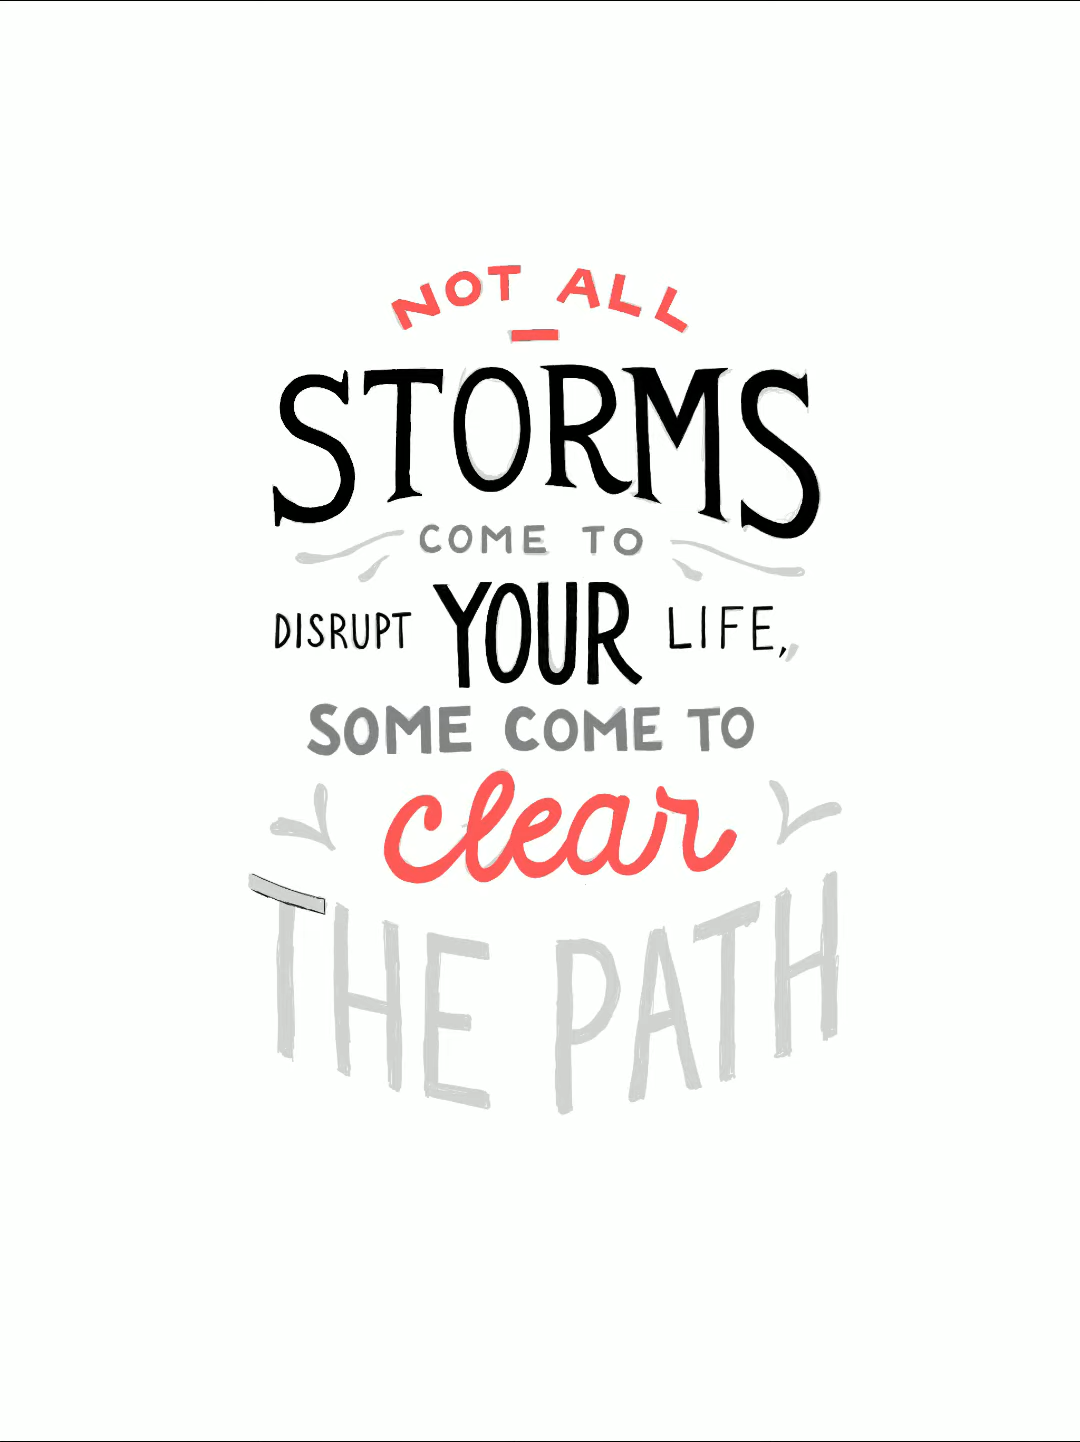 NOT ALL
STORMS
COME TO
DISRUPT YOUR LIFE,
SOME COME TO
clear
THE PATH